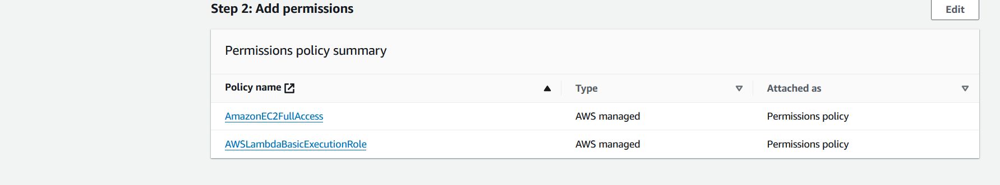 Step 2: Add permissions
Edit
Permissions policy summary
Policy name Type Attached as
AmazonEC2FullAccess AWS managed Permissions policy
AWSLambdaBasicExecutionRole AWS managed Permissions policy